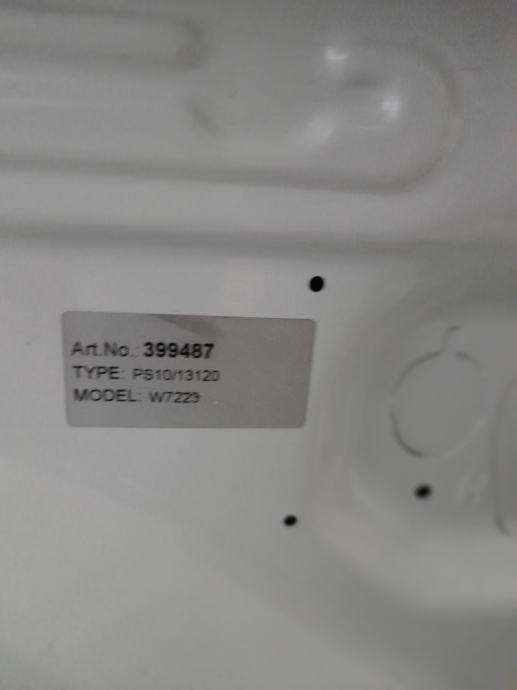 Art.No.: 399487
TYPE: PS10/13120
MODEL: W7223